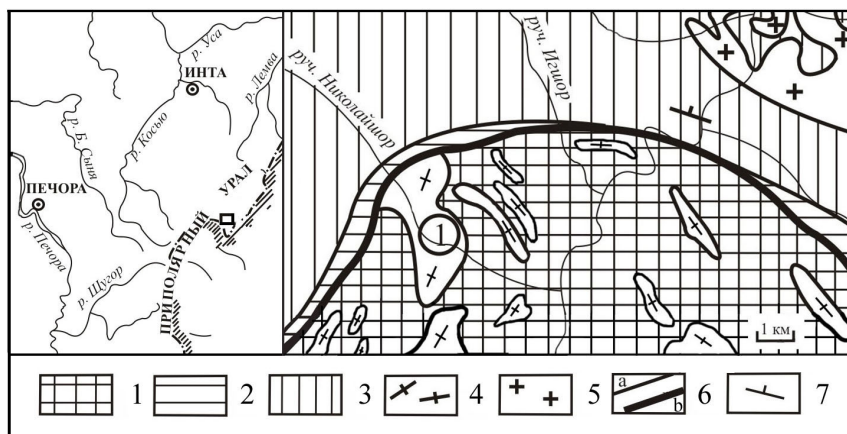 р. Уса
ИНТА
р. Лемва
р. Косью
р. Б. Сыня
ПЕЧОРА
р. Печора
р. Щугор
ПРИПОЛЯРНЫЙ
УРАЛ
руч. Николайшор
руч. Игшор
1
1 км
1
2
3
4
a
b
5
6
7